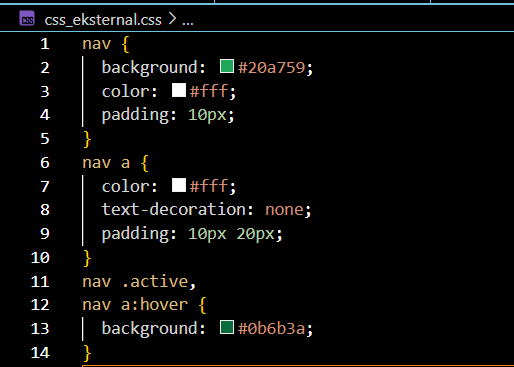 css_eksternal.css > ...
1 nav {
2 background: #20a759;
3 color: #fff;
4 padding: 10px;
5 }
6 nav a {
7 color: #fff;
8 text-decoration: none;
9 padding: 10px 20px;
10 }
11 nav .active,
12 nav a:hover {
13 background: #0b6b3a;
14 }